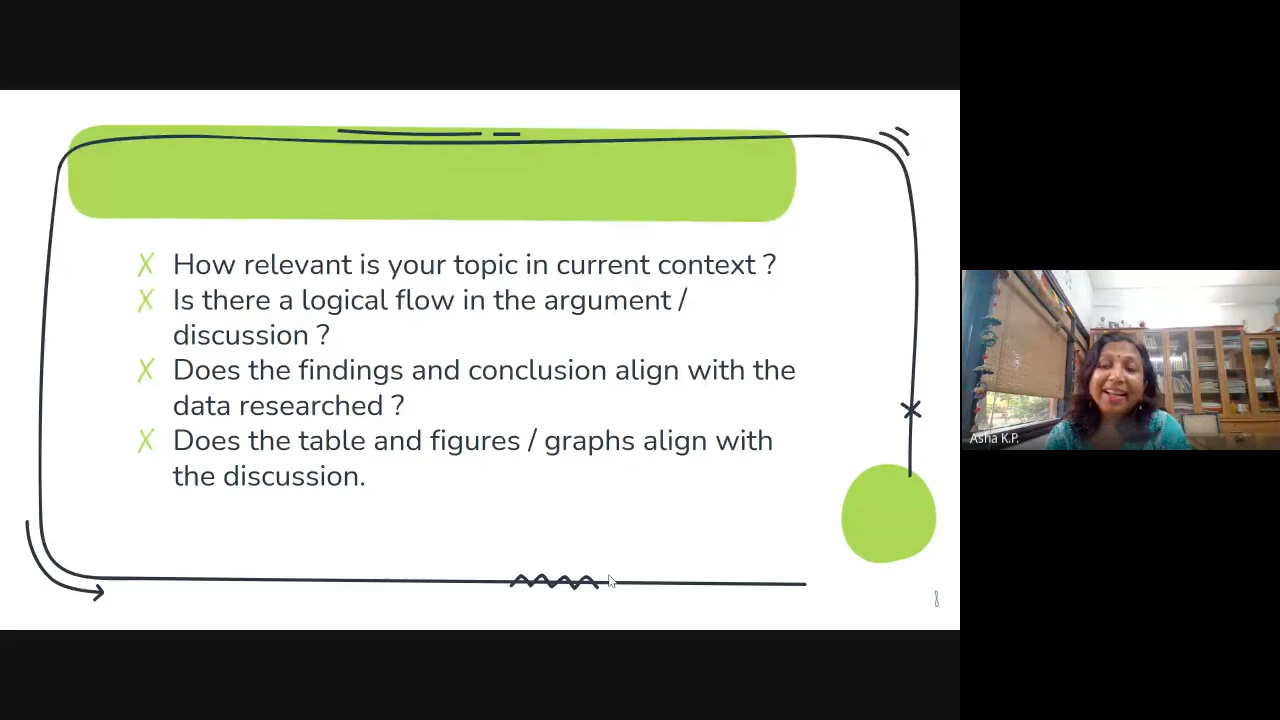 How relevant is your topic in current context ?
Is there a logical flow in the argument /
discussion ?
Does the findings and conclusion align with the
data researched ?
Does the table and figures / graphs align with
the discussion.
8
Asha K.P.